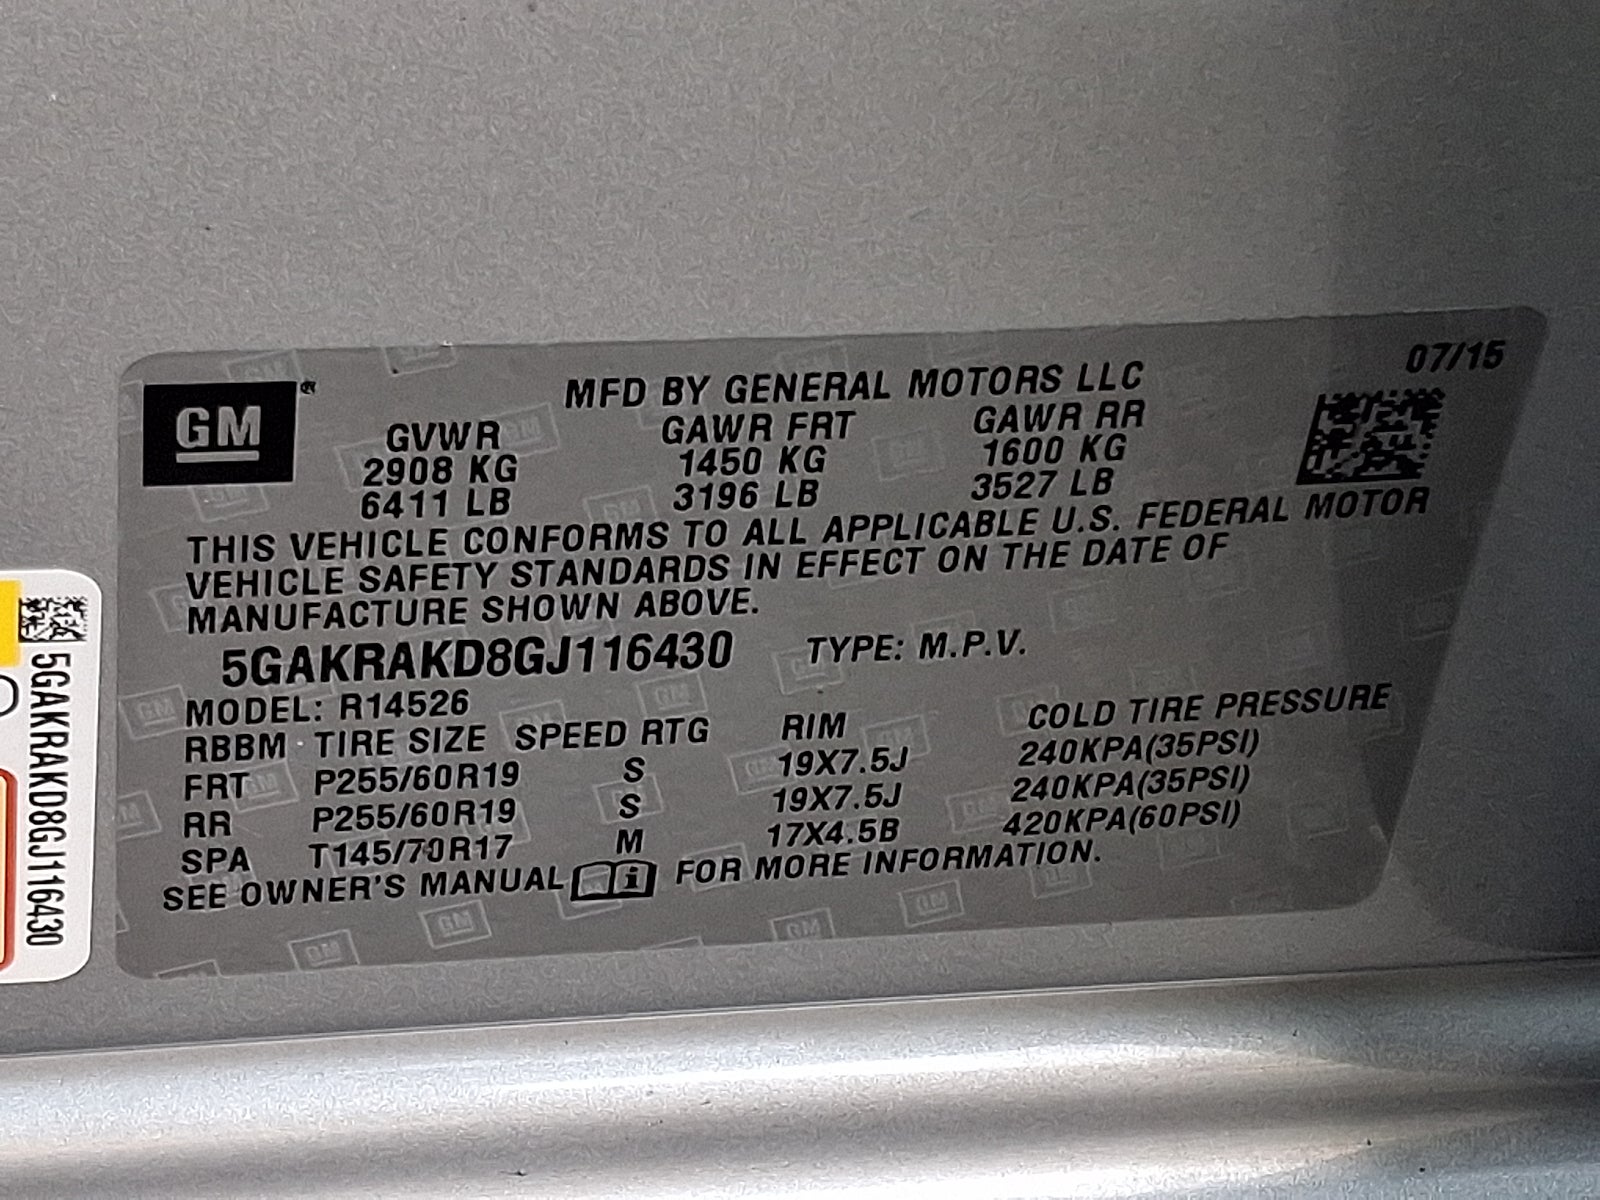 GM
07/15
MFD BY GENERAL MOTORS LLC
GVWR GAWR FRT GAWR RR
2908 KG 1450 KG 1600 KG
6411 LB 3196 LB 3527 LB
THIS VEHICLE CONFORMS TO ALL APPLICABLE U.S. FEDERAL MOTOR
VEHICLE SAFETY STANDARDS IN EFFECT ON THE DATE OF
MANUFACTURE SHOWN ABOVE.
5GAKRAKD8GJ116430 TYPE: M.P.V.
MODEL: R14526
RBBM TIRE SIZE SPEED RTG RIM COLD TIRE PRESSURE
FRT P255/60R19 S 19X7.5J 240KPA(35PSI)
RR P255/60R19 S 19X7.5J 240KPA(35PSI)
SPA T145/70R17 M 17X4.5B 420KPA(60PSI)
SEE OWNER'S MANUAL i FOR MORE INFORMATION.
5GAKRAKD8GJ116430